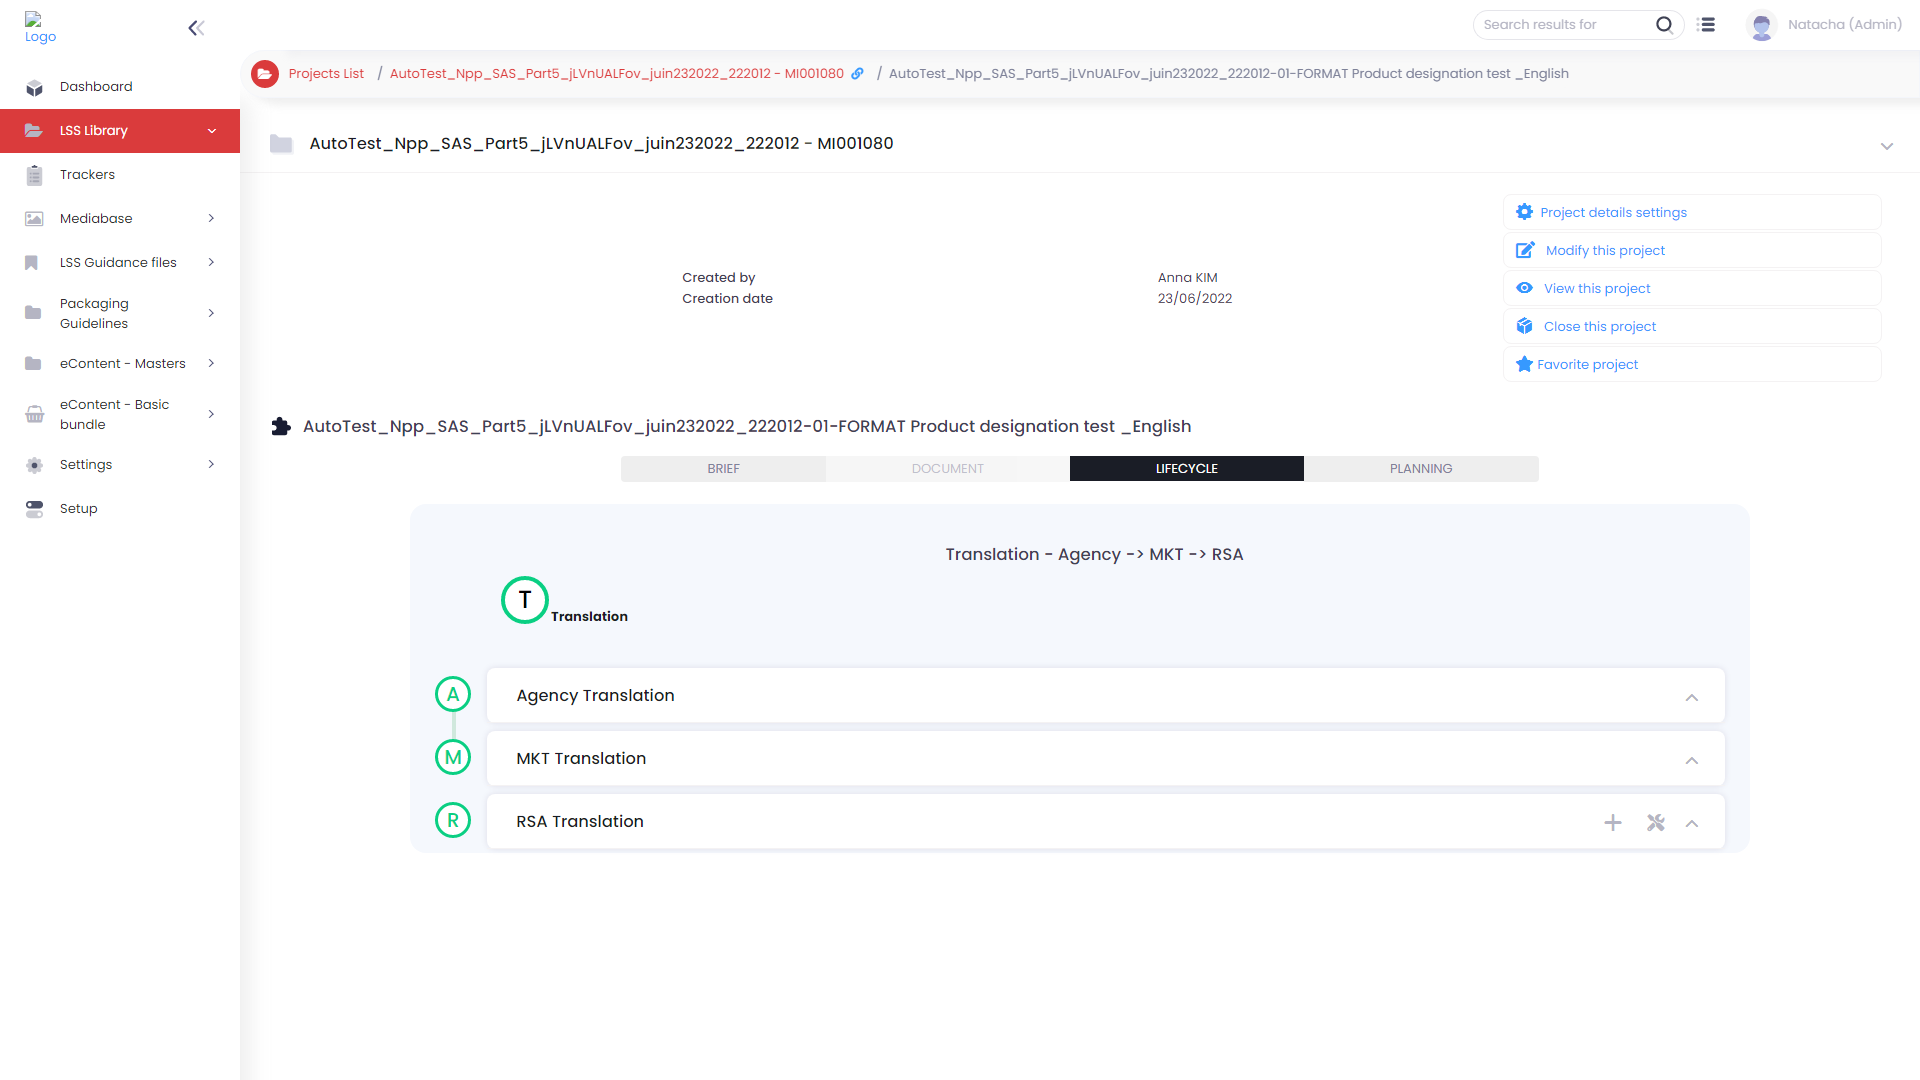 Logo
Search results for
Natacha (Admin)
Projects List / AutoTest_Npp_SAS_Part5_jLVnUALFov_juin232022_222012 - MI001080 / AutoTest_Npp_SAS_Part5_jLVnUALFov_juin232022_222012-01-FORMAT Product designation test _English
Dashboard
LSS Library
Trackers
Mediabase
LSS Guidance files
Packaging
Guidelines
eContent - Masters
eContent - Basic
bundle
Settings
Setup
AutoTest_Npp_SAS_Part5_jLVnUALFov_juin232022_222012 - MI001080
Created by Anna KIM
Creation date 23/06/2022
Project details settings
Modify this project
View this project
Close this project
Favorite project
AutoTest_Npp_SAS_Part5_jLVnUALFov_juin232022_222012-01-FORMAT Product designation test _English
BRIEF DOCUMENT LIFECYCLE PLANNING
Translation - Agency -> MKT -> RSA
T Translation
A Agency Translation
M MKT Translation
R RSA Translation